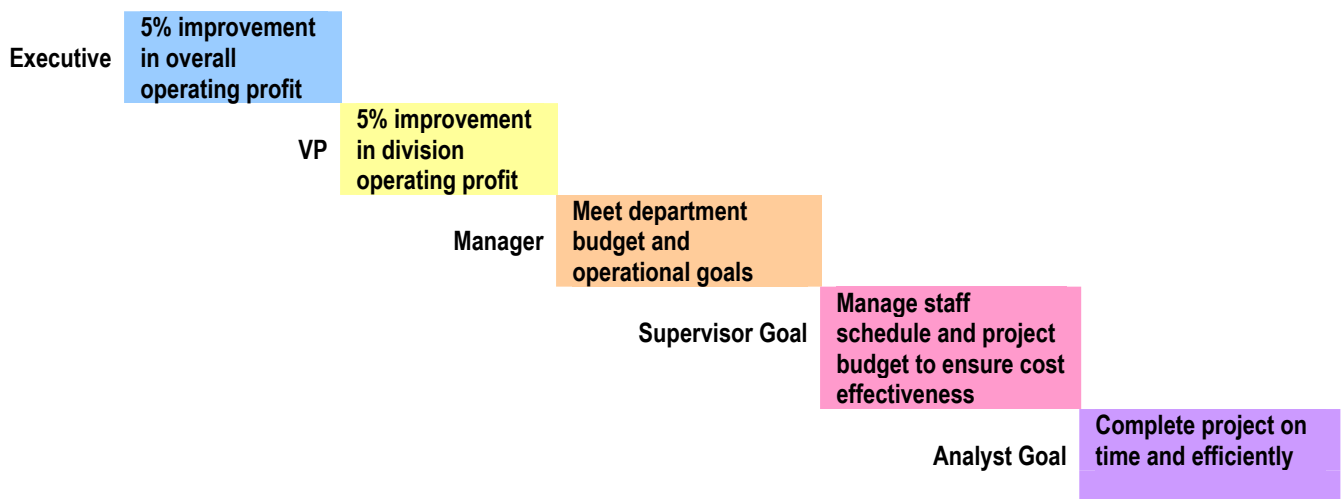 5% improvement
Executive in overall
operating profit
5% improvement
VP in division
operating profit
Meet department
Manager budget and
operational goals
Manage staff
Supervisor Goal schedule and project
budget to ensure cost
effectiveness
Complete project on
Analyst Goal time and efficiently